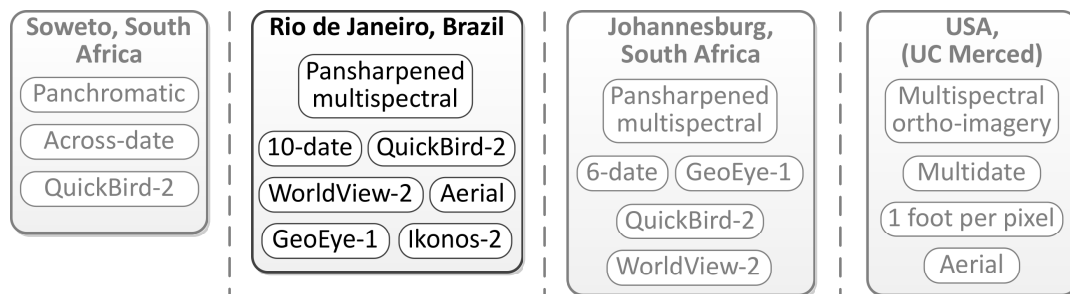 Soweto, South
Africa
Panchromatic
Across-date
QuickBird-2
Rio de Janeiro, Brazil
Pansharpened
multispectral
10-date
QuickBird-2
WorldView-2
Aerial
GeoEye-1
Ikonos-2
Johannesburg,
South Africa
Pansharpened
multispectral
6-date
GeoEye-1
QuickBird-2
WorldView-2
USA,
(UC Merced)
Multispectral
ortho-imagery
Multidate
1 foot per pixel
Aerial